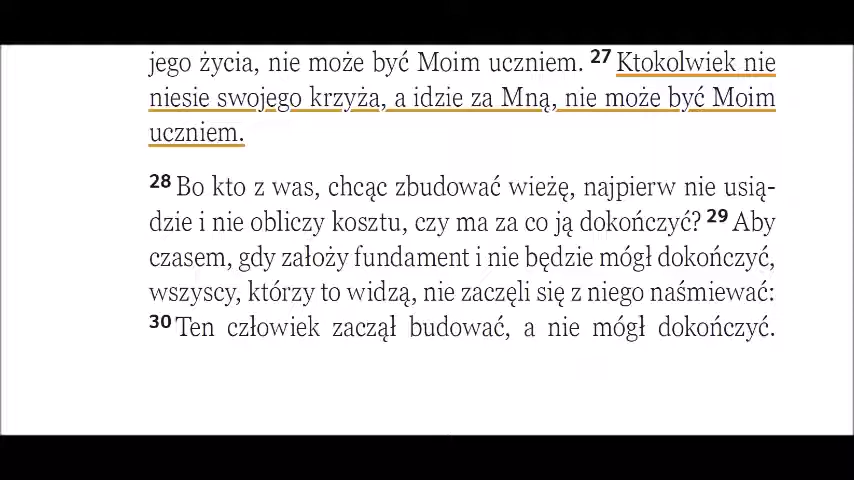 jego życia, nie może być Moim uczniem. 27 Ktokolwiek nie
niesie swojego krzyża, a idzie za Mną, nie może być Moim
uczniem.
28 Bo kto z was, chcąc zbudować wieżę, najpierw nie usią-
dzie i nie obliczy kosztu, czy ma za co ją dokończyć? 29 Aby
czasem, gdy założy fundament i nie będzie mógł dokończyć,
wszyscy, którzy to widzą, nie zaczęli się z niego naśmiewać:
30 Ten człowiek zaczął budować, a nie mógł dokończyć.